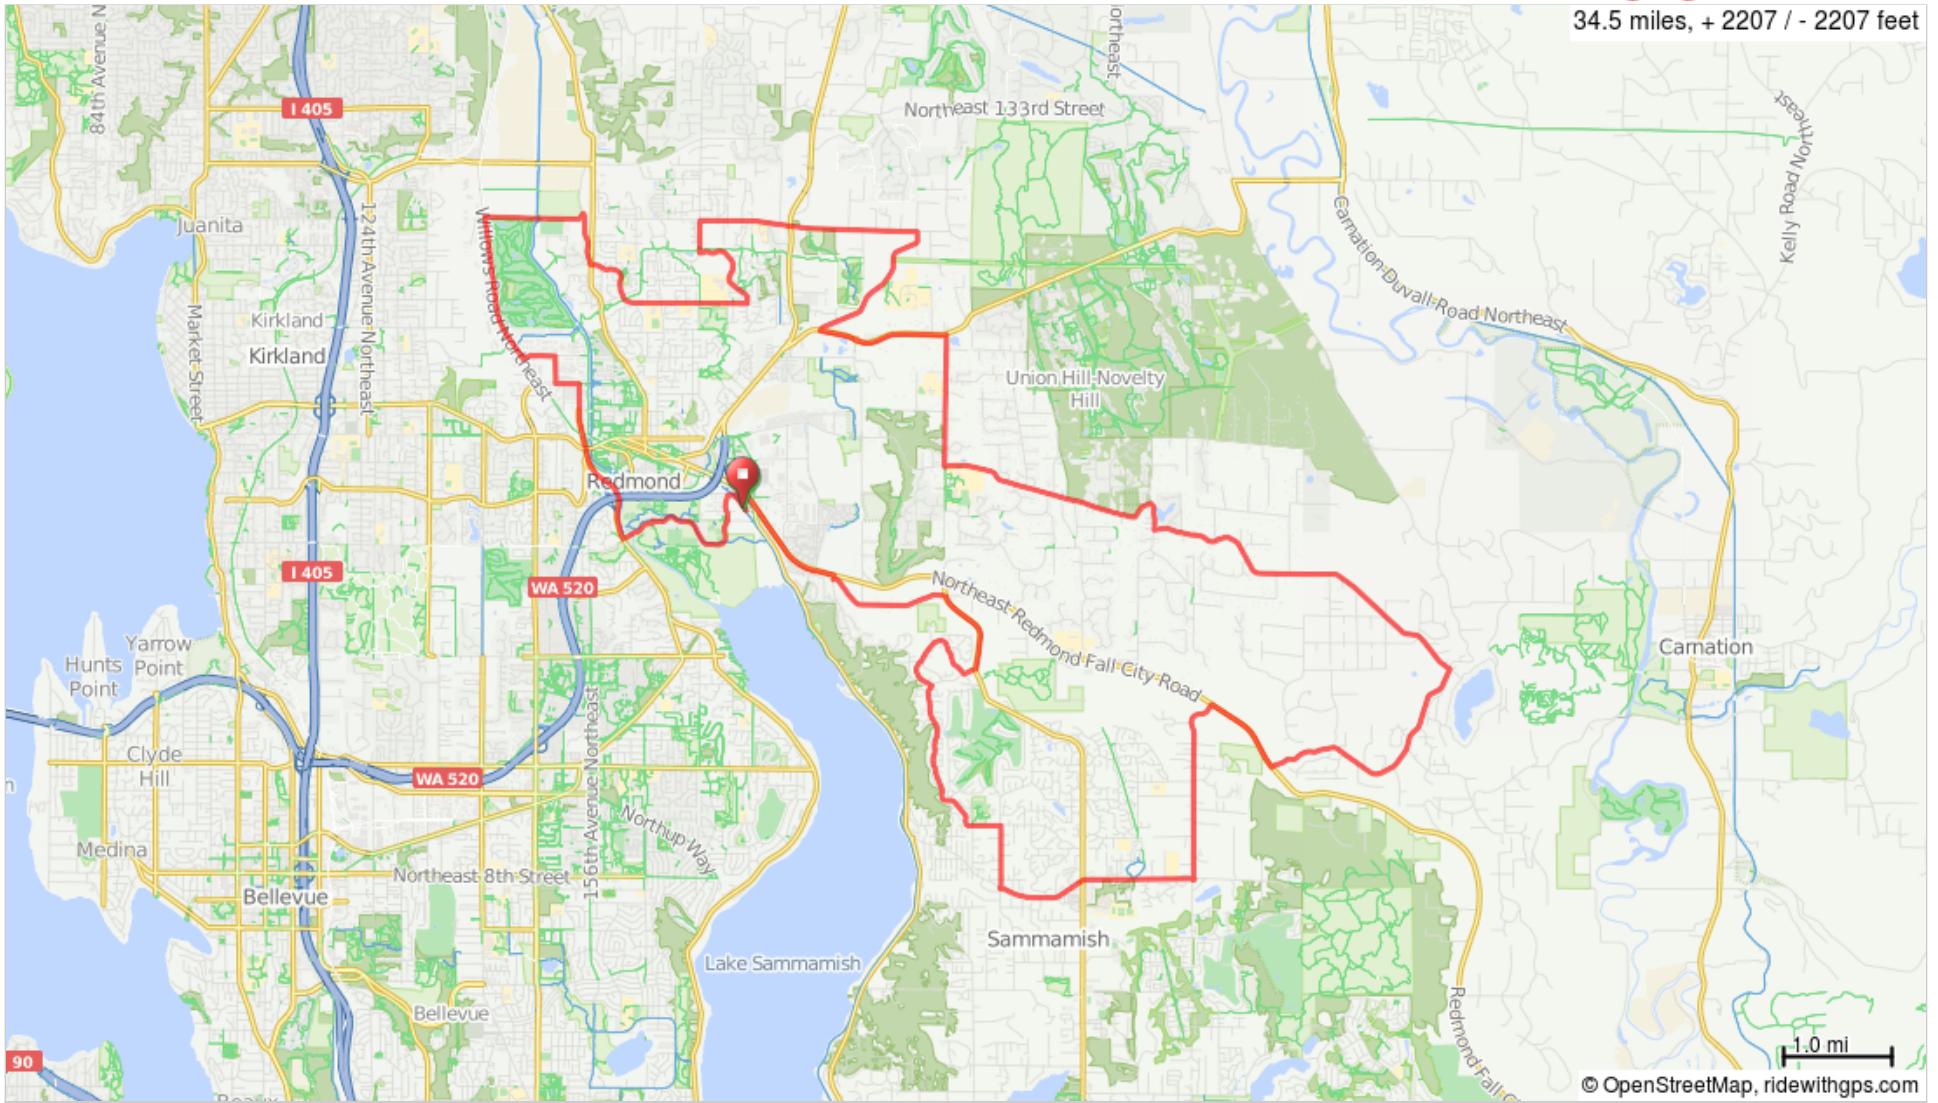 34.5 miles, + 2207 / - 2207 feet
84th Avenue N
I 405
Northeast 133rd Street
ortheast
Kelly Road Northeast
Juanita
124th Avenue Northeast
Willows Road Northeast
Carnation-Duvall Road Northeast
Market Street
Kirkland
Kirkland
Union Hill-Novelty
Hill
Redmond
I 405
WA 520
Northeast Redmond Fall City Road
Carnation
Yarrow
Point
Hunts
Point
Clyde
Hill
WA 520
156th Avenue Northeast
Northup Way
Medina
Northeast 8th Street
Bellevue
Sammamish
Lake Sammamish
Bellevue
Redmond Fall C
90
1.0 mi
© OpenStreetMap, ridewithgps.com